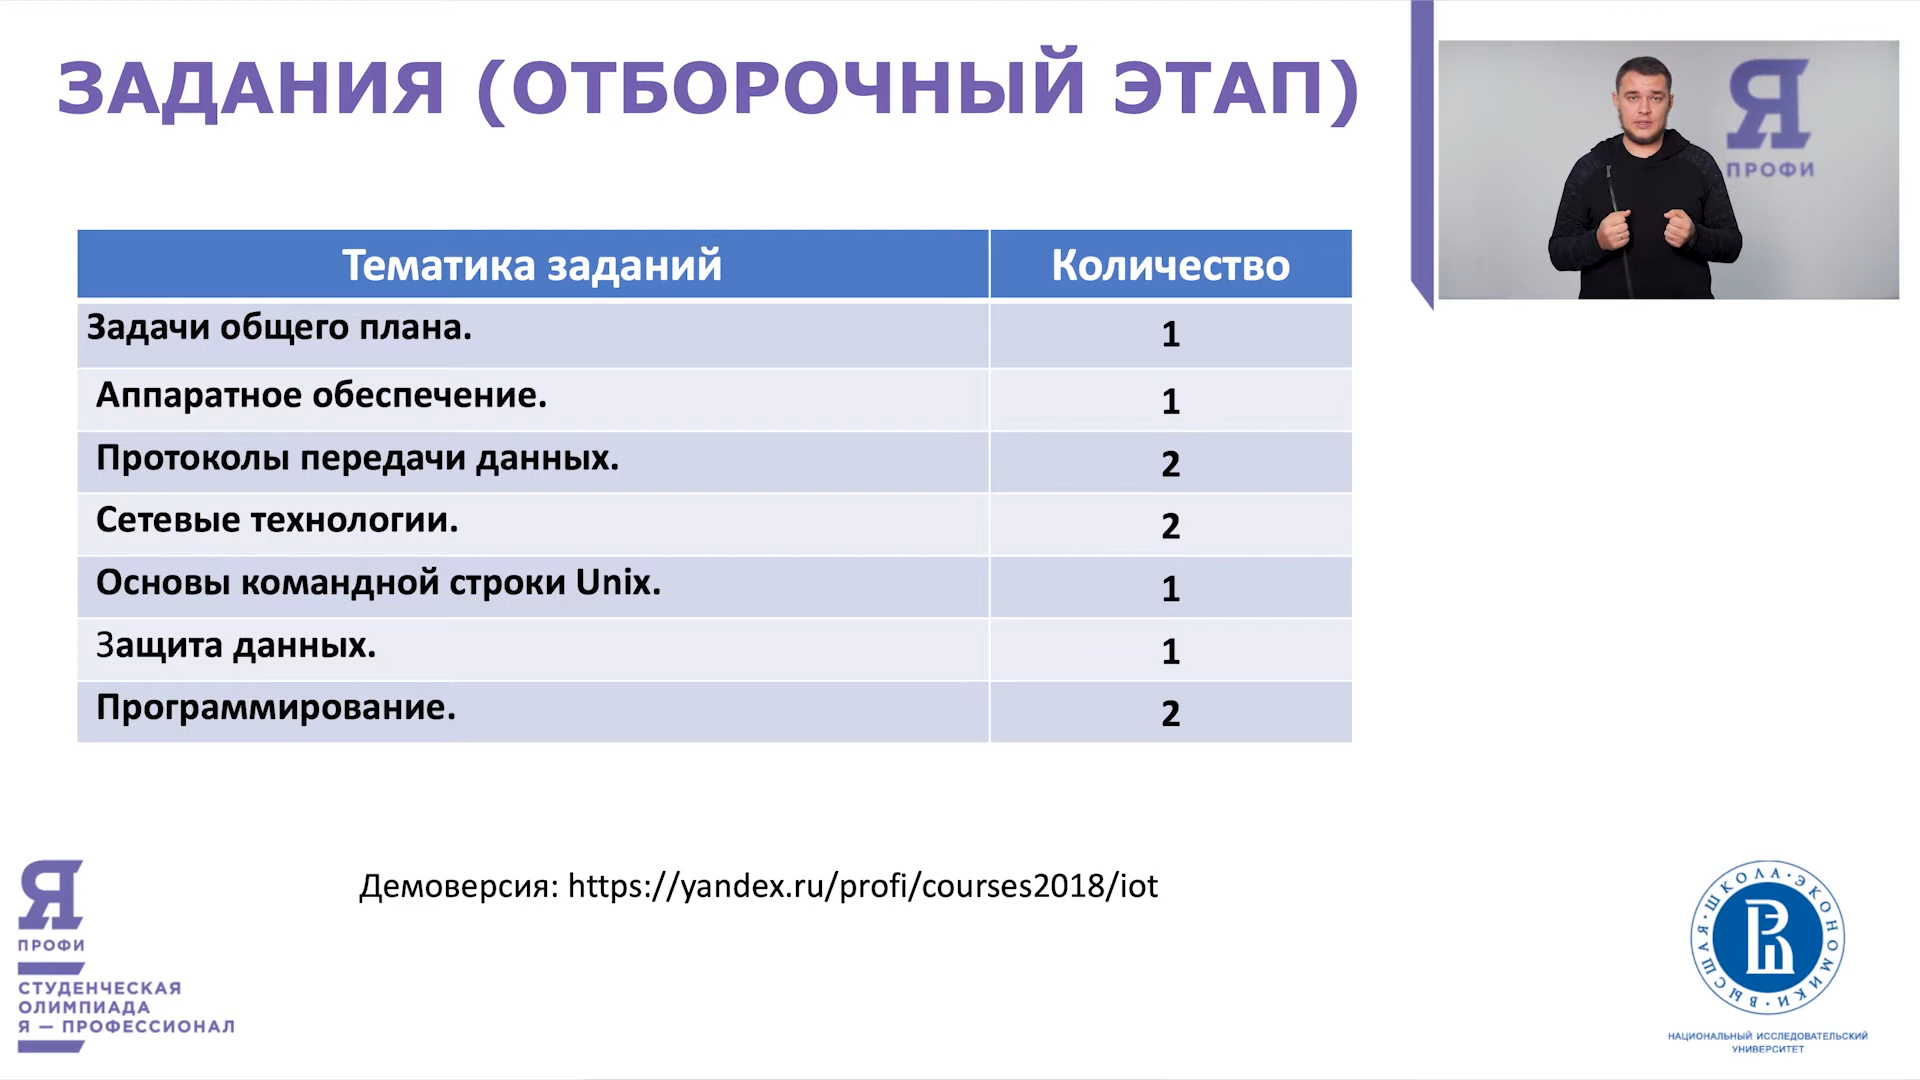 ЗАДАНИЯ (ОТБОРОЧНЫЙ ЭТАП)
Я
ПРОФИ
Тематика заданий Количество
Задачи общего плана. 1
Аппаратное обеспечение. 1
Протоколы передачи данных. 2
Сетевые технологии. 2
Основы командной строки Unix. 1
Защита данных. 1
Программирование. 2
Демоверсия: https://yandex.ru/profi/courses2018/iot
Я
ПРОФИ
СТУДЕНЧЕСКАЯ
ОЛИМПИАДА
Я — ПРОФЕССИОНАЛ
ВЫСШАЯ · ШКОЛА · ЭКОНОМИКИ ·
НАЦИОНАЛЬНЫЙ ИССЛЕДОВАТЕЛЬСКИЙ
УНИВЕРСИТЕТ